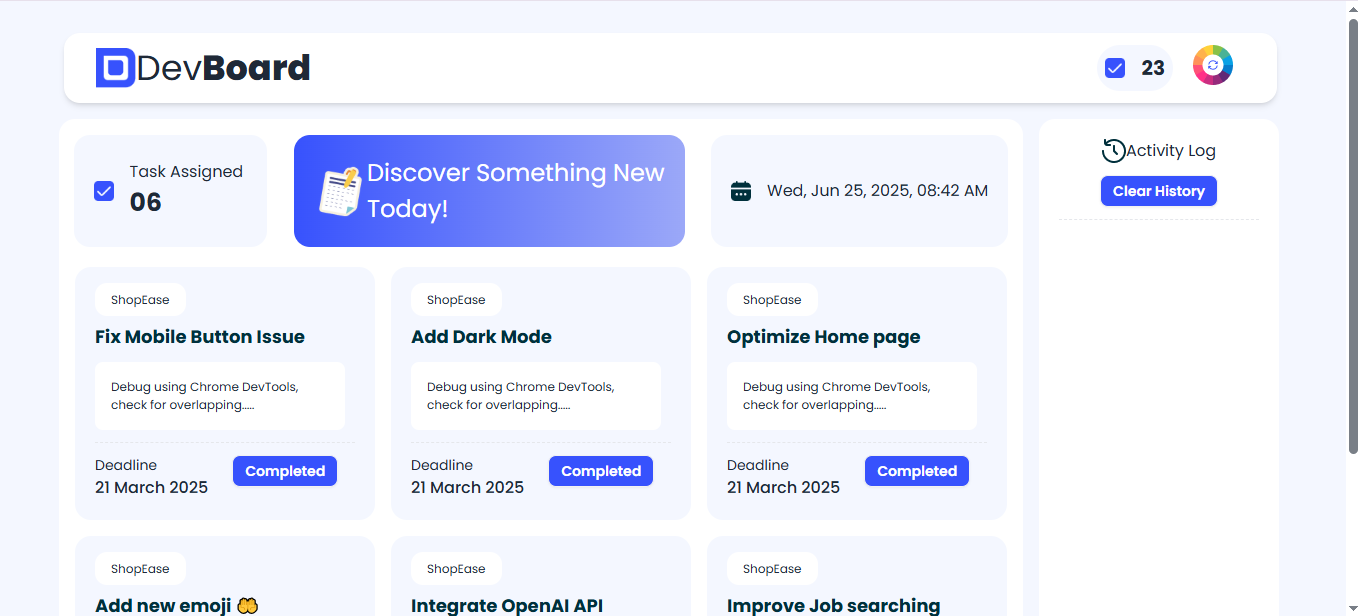 DevBoard
23
Task Assigned
06
Discover Something New
Today!
Wed, Jun 25, 2025, 08:42 AM
Activity Log
Clear History
ShopEase
Fix Mobile Button Issue
Debug using Chrome DevTools,
check for overlapping.....
Deadline
21 March 2025
Completed
ShopEase
Add Dark Mode
Debug using Chrome DevTools,
check for overlapping.....
Deadline
21 March 2025
Completed
ShopEase
Optimize Home page
Debug using Chrome DevTools,
check for overlapping.....
Deadline
21 March 2025
Completed
ShopEase
Add new emoji 🤲
ShopEase
Integrate OpenAI API
ShopEase
Improve Job searching